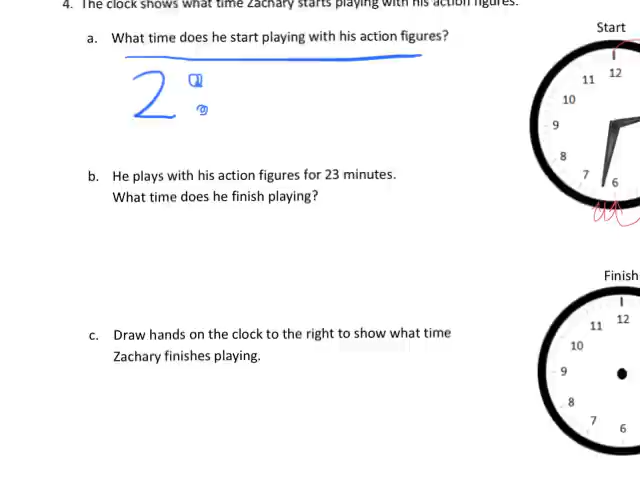 4. The clock shows what time Zachary starts playing with his action figures.
a. What time does he start playing with his action figures?
2 :
b. He plays with his action figures for 23 minutes.
What time does he finish playing?
c. Draw hands on the clock to the right to show what time
Zachary finishes playing.
Start
12
11
10
9
8
7
6
Finish
12
11
10
9
8
7
6